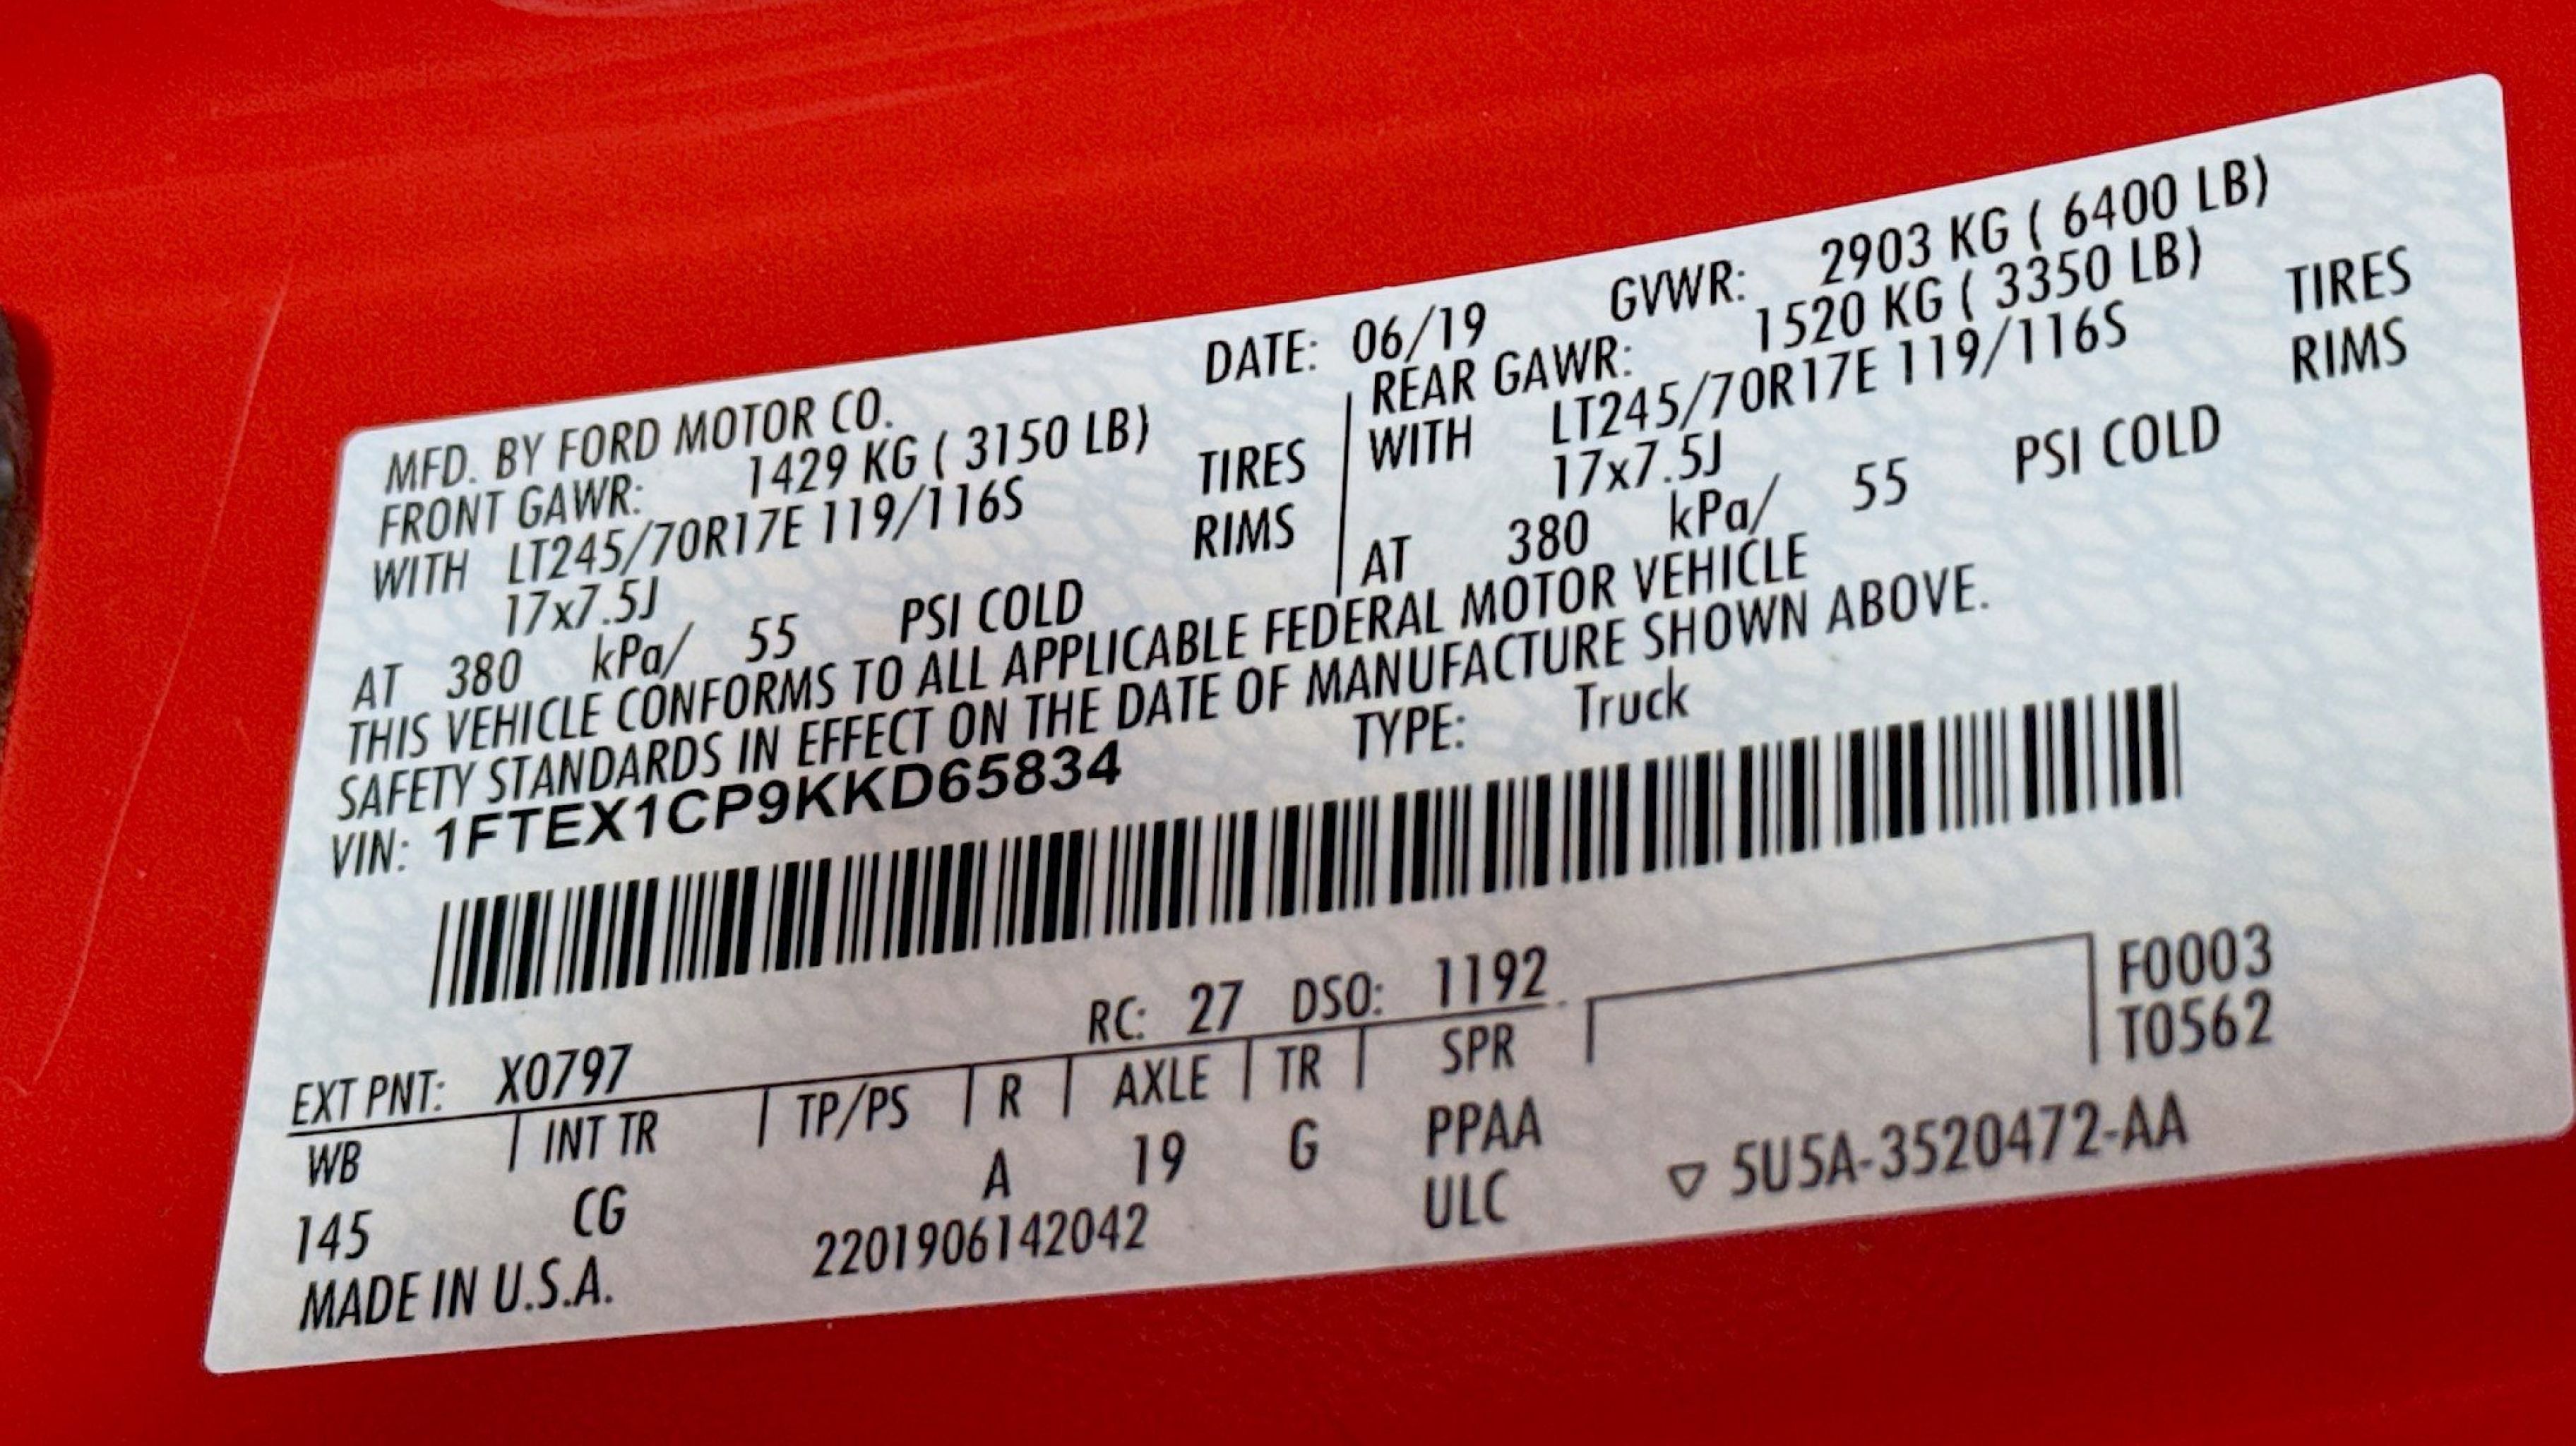 MFD. BY FORD MOTOR CO. DATE: 06/19 GVWR: 2903 KG ( 6400 LB)
FRONT GAWR: 1429 KG ( 3150 LB)
WITH LT245/70R17E 119/116S TIRES
17x7.5J RIMS
AT 380 kPa/ 55 PSI COLD
REAR GAWR: 1520 KG ( 3350 LB)
WITH LT245/70R17E 119/116S TIRES
17x7.5J RIMS
AT 380 kPa/ 55 PSI COLD
THIS VEHICLE CONFORMS TO ALL APPLICABLE FEDERAL MOTOR VEHICLE
SAFETY STANDARDS IN EFFECT ON THE DATE OF MANUFACTURE SHOWN ABOVE.
VIN: 1FTEX1CP9KKD65834 TYPE: Truck
EXT PNT: X0797 RC: 27 DSO: 1192
WB INT TR TP/PS R AXLE TR SPR
145 CG A 19 G PPAA
ULC
F0003
T0562
MADE IN U.S.A. 2201906142042 ▽ 5U5A-3520472-AA